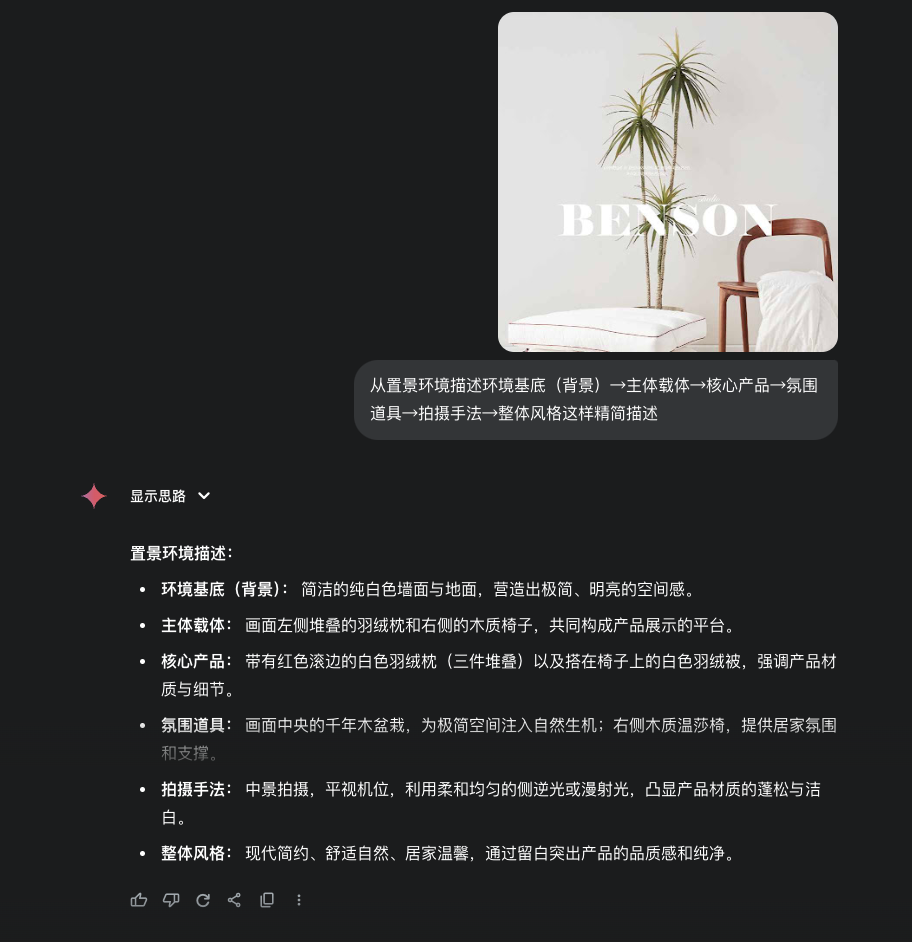 BENSON
从置景环境描述环境基底（背景）→主体载体→核心产品→氛围
道具→拍摄手法→整体风格这样精简描述
显示思路
置景环境描述：
环境基底（背景）： 简洁的纯白色墙面与地面，营造出极简、明亮的空间感。
主体载体： 画面左侧堆叠的羽绒枕和右侧的木质椅子，共同构成产品展示的平台。
核心产品： 带有红色滚边的白色羽绒枕（三件堆叠）以及搭在椅子上的白色羽绒被，强调产品材
质与细节。
氛围道具： 画面中央的千年木盆栽，为极简空间注入自然生机；右侧木质温莎椅，提供居家氛围
和支撑。
拍摄手法： 中景拍摄，平视机位，利用柔和均匀的侧逆光或漫射光，凸显产品材质的蓬松与洁
白。
整体风格： 现代简约、舒适自然、居家温馨，通过留白突出产品的品质感和纯净。